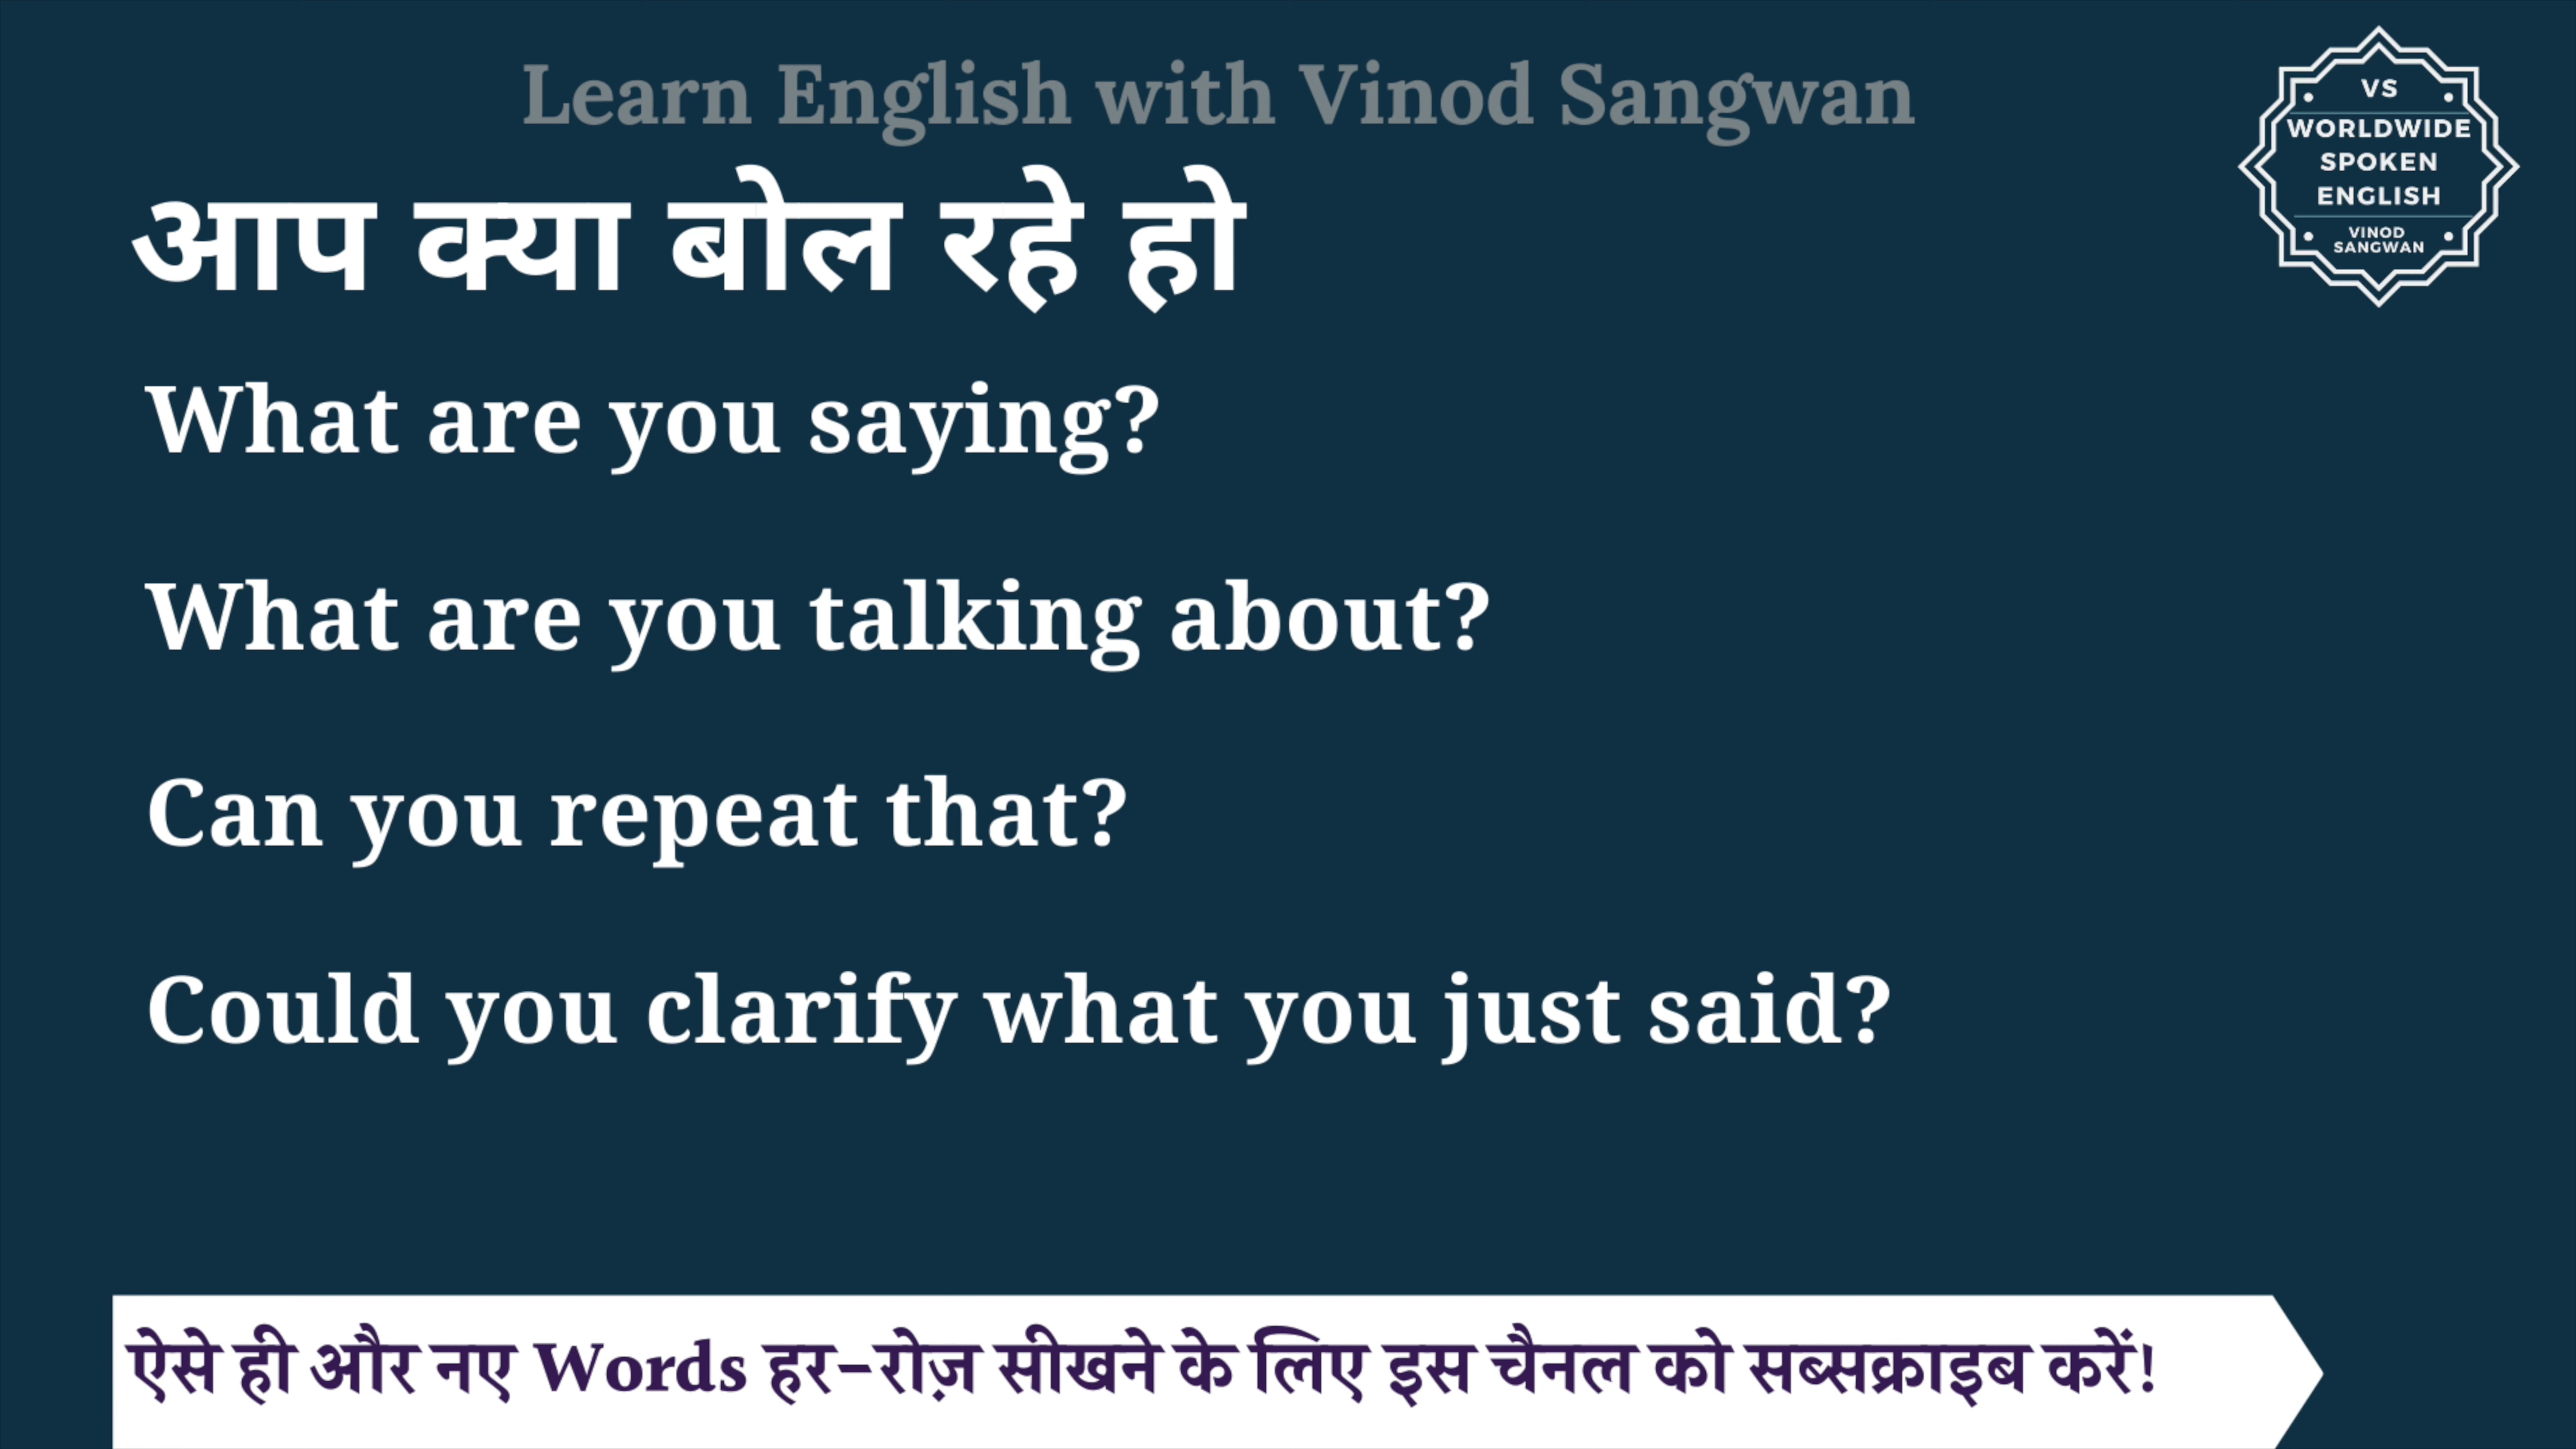 Learn English with Vinod Sangwan
VS
WORLDWIDE
SPOKEN
ENGLISH
VINOD
SANGWAN
आप क्या बोल रहे हो
What are you saying?
What are you talking about?
Can you repeat that?
Could you clarify what you just said?
ऐसे ही और नए Words हर-रोज़ सीखने के लिए इस चैनल को सब्सक्राइब करें!